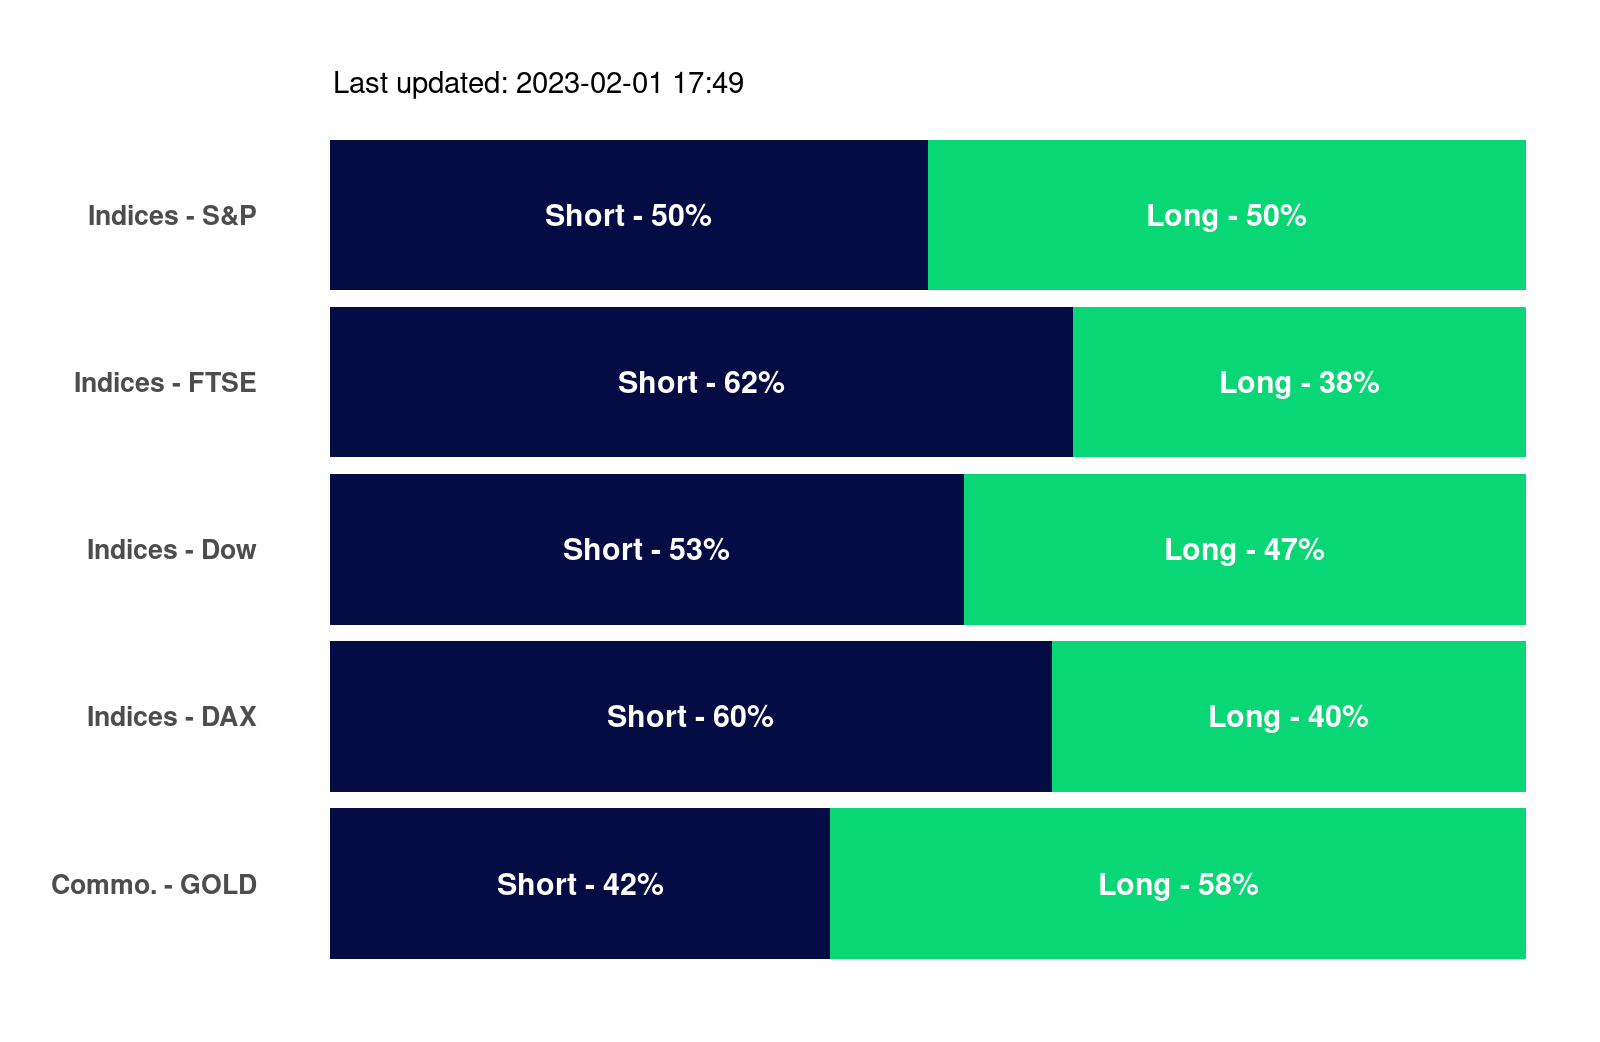 Last updated: 2023-02-01 17:49
Indices - S&P Short - 50% Long - 50%
Indices - FTSE Short - 62% Long - 38%
Indices - Dow Short - 53% Long - 47%
Indices - DAX Short - 60% Long - 40%
Commo. - GOLD Short - 42% Long - 58%